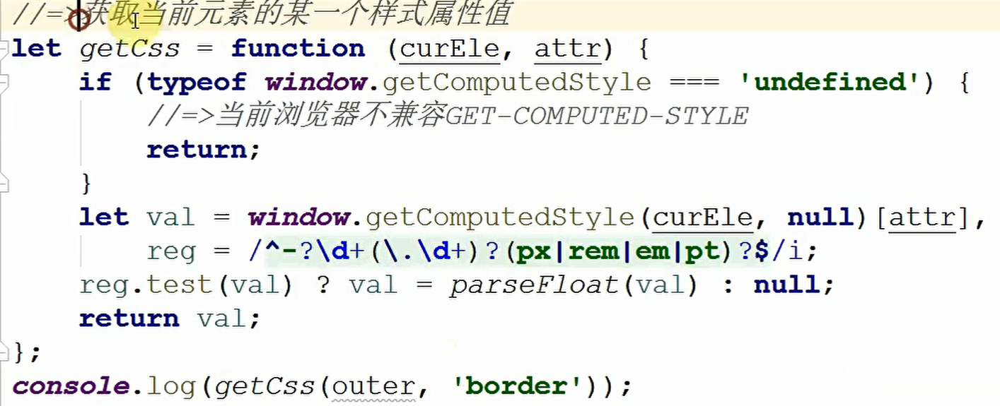 //=>获取当前元素的某一个样式属性值
let getCss = function (curEle, attr) {
if (typeof window.getComputedStyle === 'undefined') {
//=>当前浏览器不兼容GET-COMPUTED-STYLE
return;
}
let val = window.getComputedStyle(curEle, null)[attr],
reg = /^-?\d+(\.\d+)?(px|rem|em|pt)?$/i;
reg.test(val) ? val = parseFloat(val) : null;
return val;
};
console.log(getCss(outer, 'border'));